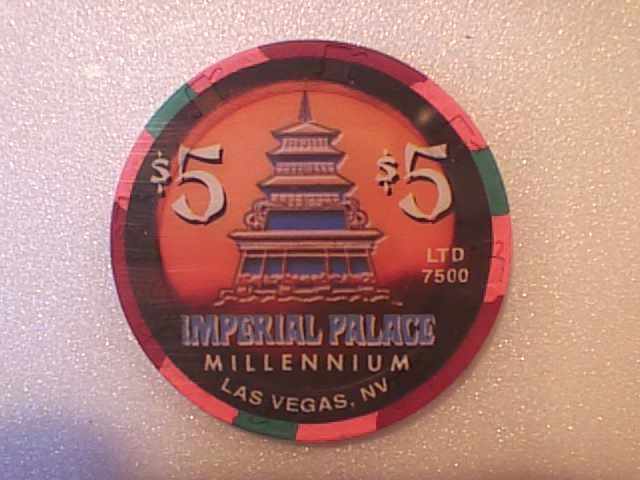 $5 $5
LTD
7500
IMPERIAL PALACE
MILLENNIUM
LAS VEGAS, NV